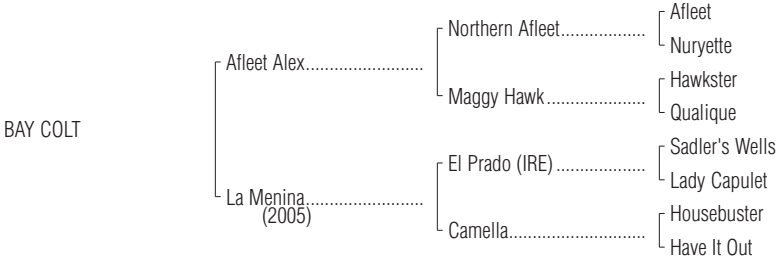 Afleet
Northern Afleet....................
Nuryette
Afleet Alex.........................
Hawkster
Maggy Hawk.....................
Qualique
BAY COLT
Sadler's Wells
El Prado (IRE)....................
Lady Capulet
La Menina.........................
(2005)
Housebuster
Camella.............................
Have It Out